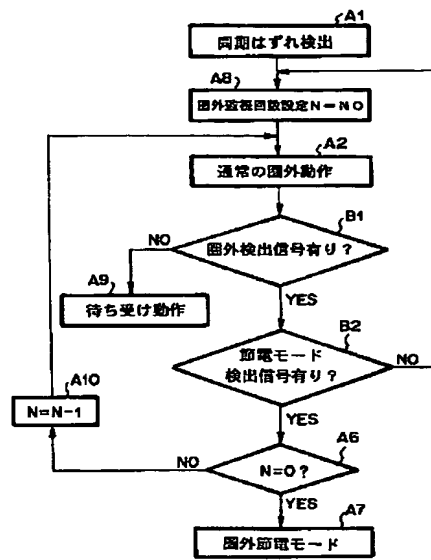 A1
同期はずれ検出
A8
圏外監視回数設定N=N0
A2
通常の圏外動作
B1
圏外検出信号有り?
NO
A9
待ち受け動作
YES
B2
節電モード
検出信号有り?
NO
A10
N=N-1
YES
A6
N=0?
NO
YES
A7
圏外節電モード